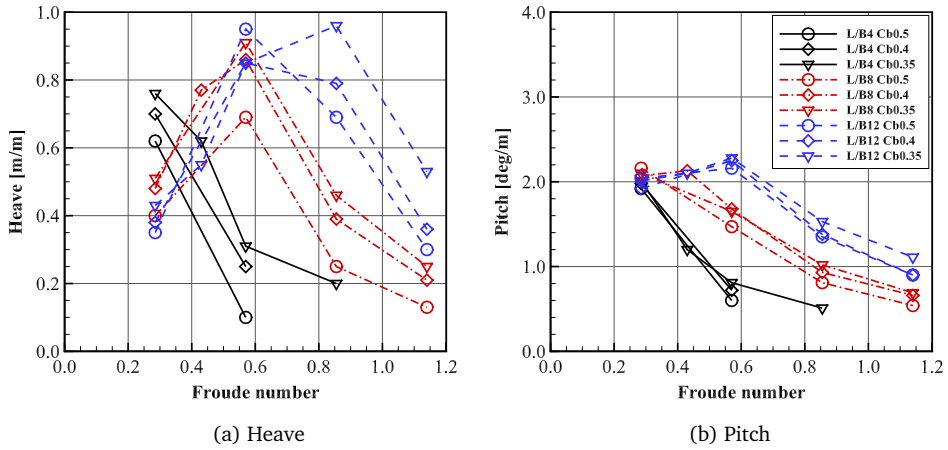 1.0
0.8
0.6
0.4
0.2
0.0
Heave [m/m]
0.0 0.2 0.4 0.6 0.8 1.0 1.2
Froude number
(a) Heave
4.0
3.0
2.0
1.0
0.0
Pitch [deg/m]
L/B4 Cb0.5
L/B4 Cb0.4
L/B4 Cb0.35
L/B8 Cb0.5
L/B8 Cb0.4
L/B8 Cb0.35
L/B12 Cb0.5
L/B12 Cb0.4
L/B12 Cb0.35
0.0 0.2 0.4 0.6 0.8 1.0 1.2
Froude number
(b) Pitch